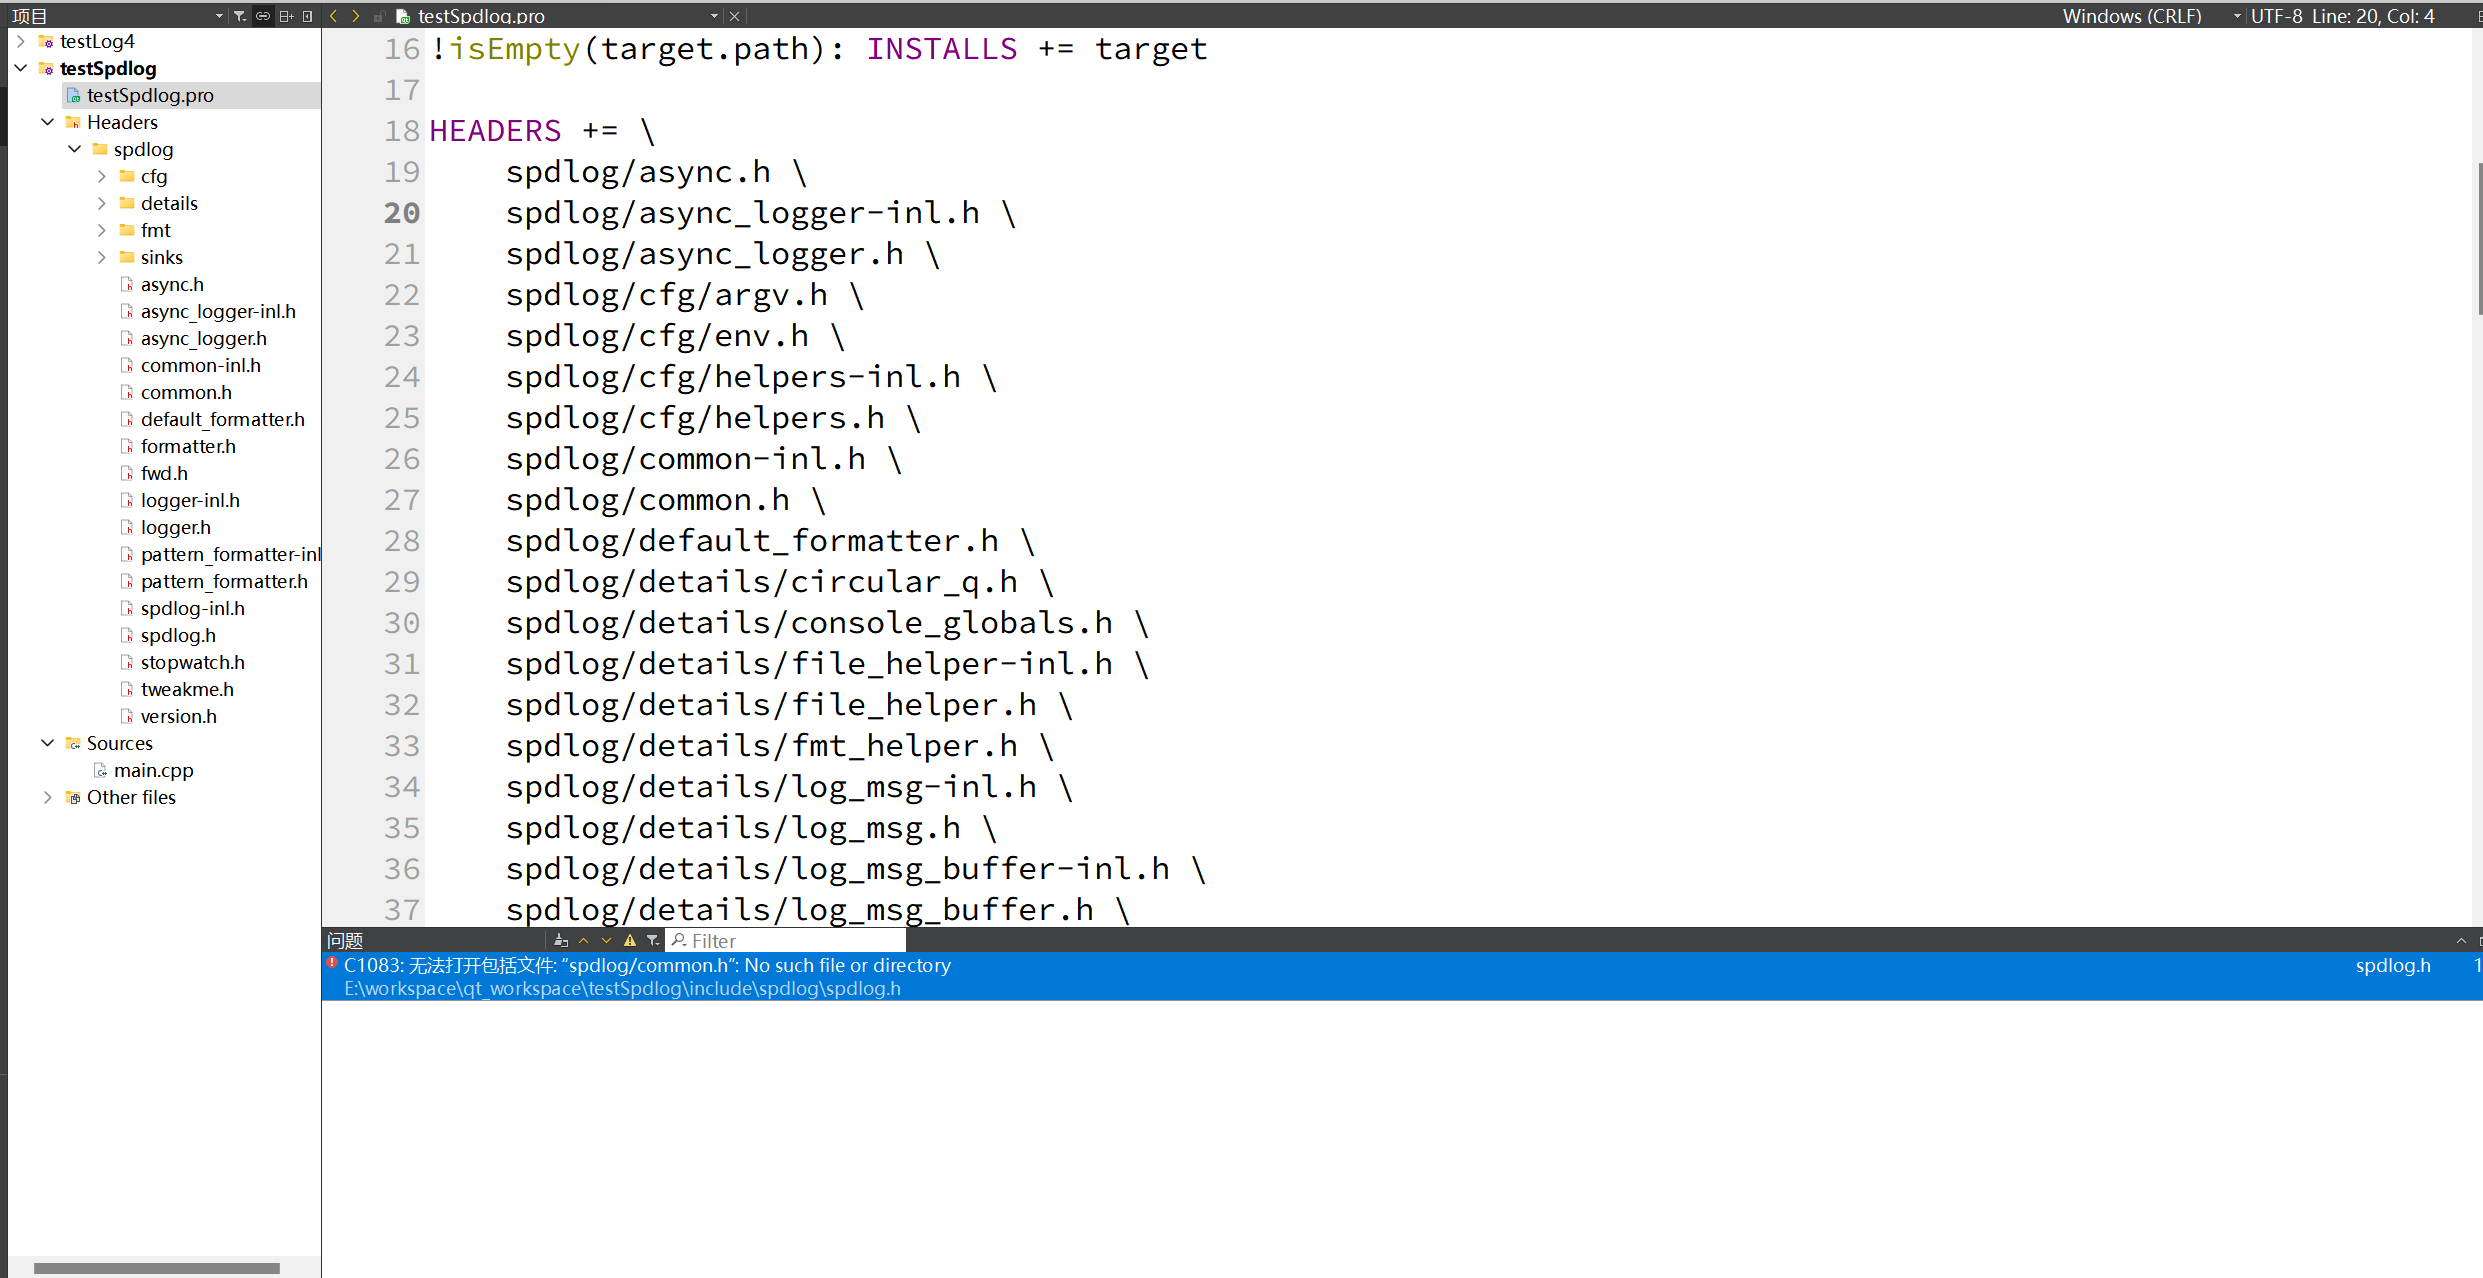 项目
testSpdlog.pro
Windows (CRLF)
UTF-8 Line: 20, Col: 4
testLog4
testSpdlog
testSpdlog.pro
Headers
spdlog
cfg
details
fmt
sinks
async.h
async_logger-inl.h
async_logger.h
common-inl.h
common.h
default_formatter.h
formatter.h
fwd.h
logger-inl.h
logger.h
pattern_formatter-inl
pattern_formatter.h
spdlog-inl.h
spdlog.h
stopwatch.h
tweakme.h
version.h
Sources
main.cpp
Other files
16 !isEmpty(target.path): INSTALLS += target
17
18 HEADERS += \
19 spdlog/async.h \
20 spdlog/async_logger-inl.h \
21 spdlog/async_logger.h \
22 spdlog/cfg/argv.h \
23 spdlog/cfg/env.h \
24 spdlog/cfg/helpers-inl.h \
25 spdlog/cfg/helpers.h \
26 spdlog/common-inl.h \
27 spdlog/common.h \
28 spdlog/default_formatter.h \
29 spdlog/details/circular_q.h \
30 spdlog/details/console_globals.h \
31 spdlog/details/file_helper-inl.h \
32 spdlog/details/file_helper.h \
33 spdlog/details/fmt_helper.h \
34 spdlog/details/log_msg-inl.h \
35 spdlog/details/log_msg.h \
36 spdlog/details/log_msg_buffer-inl.h \
37 spdlog/details/log_msg_buffer.h \
问题
Filter
C1083: 无法打开包括文件: “spdlog/common.h”: No such file or directory
spdlog.h
E:\workspace\qt_workspace\testSpdlog\include\spdlog\spdlog.h